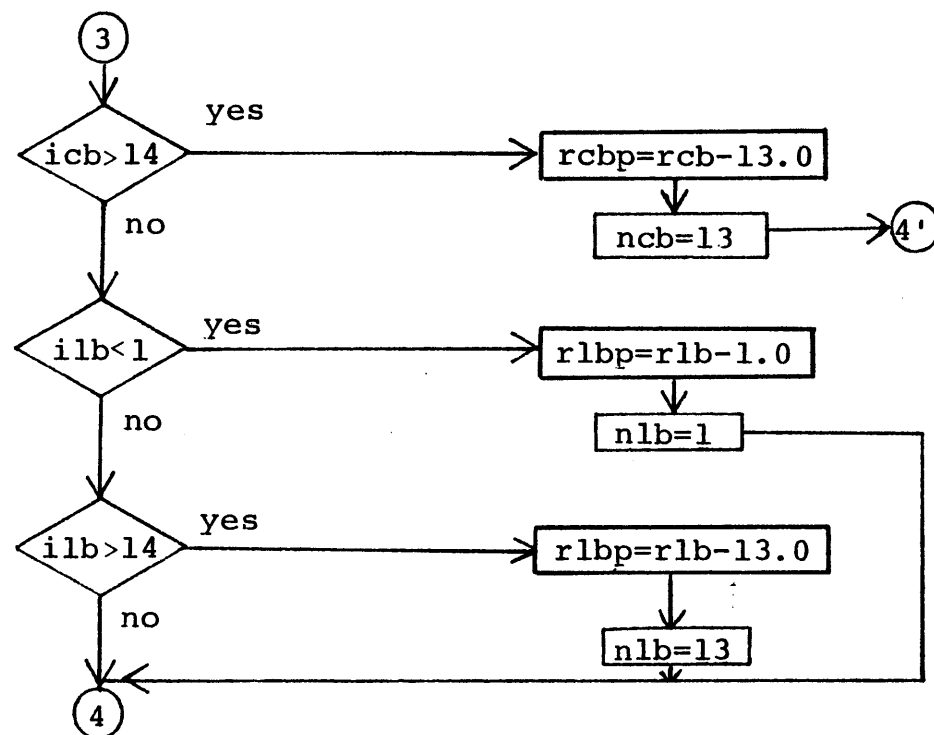 3
yes
icb>14
rcbp=rcb-13.0
no
ncb=13
4'
yes
ilb<1
rlbp=rlb-1.0
no
nlb=1
yes
ilb>14
rlbp=rlb-13.0
no
nlb=13
4